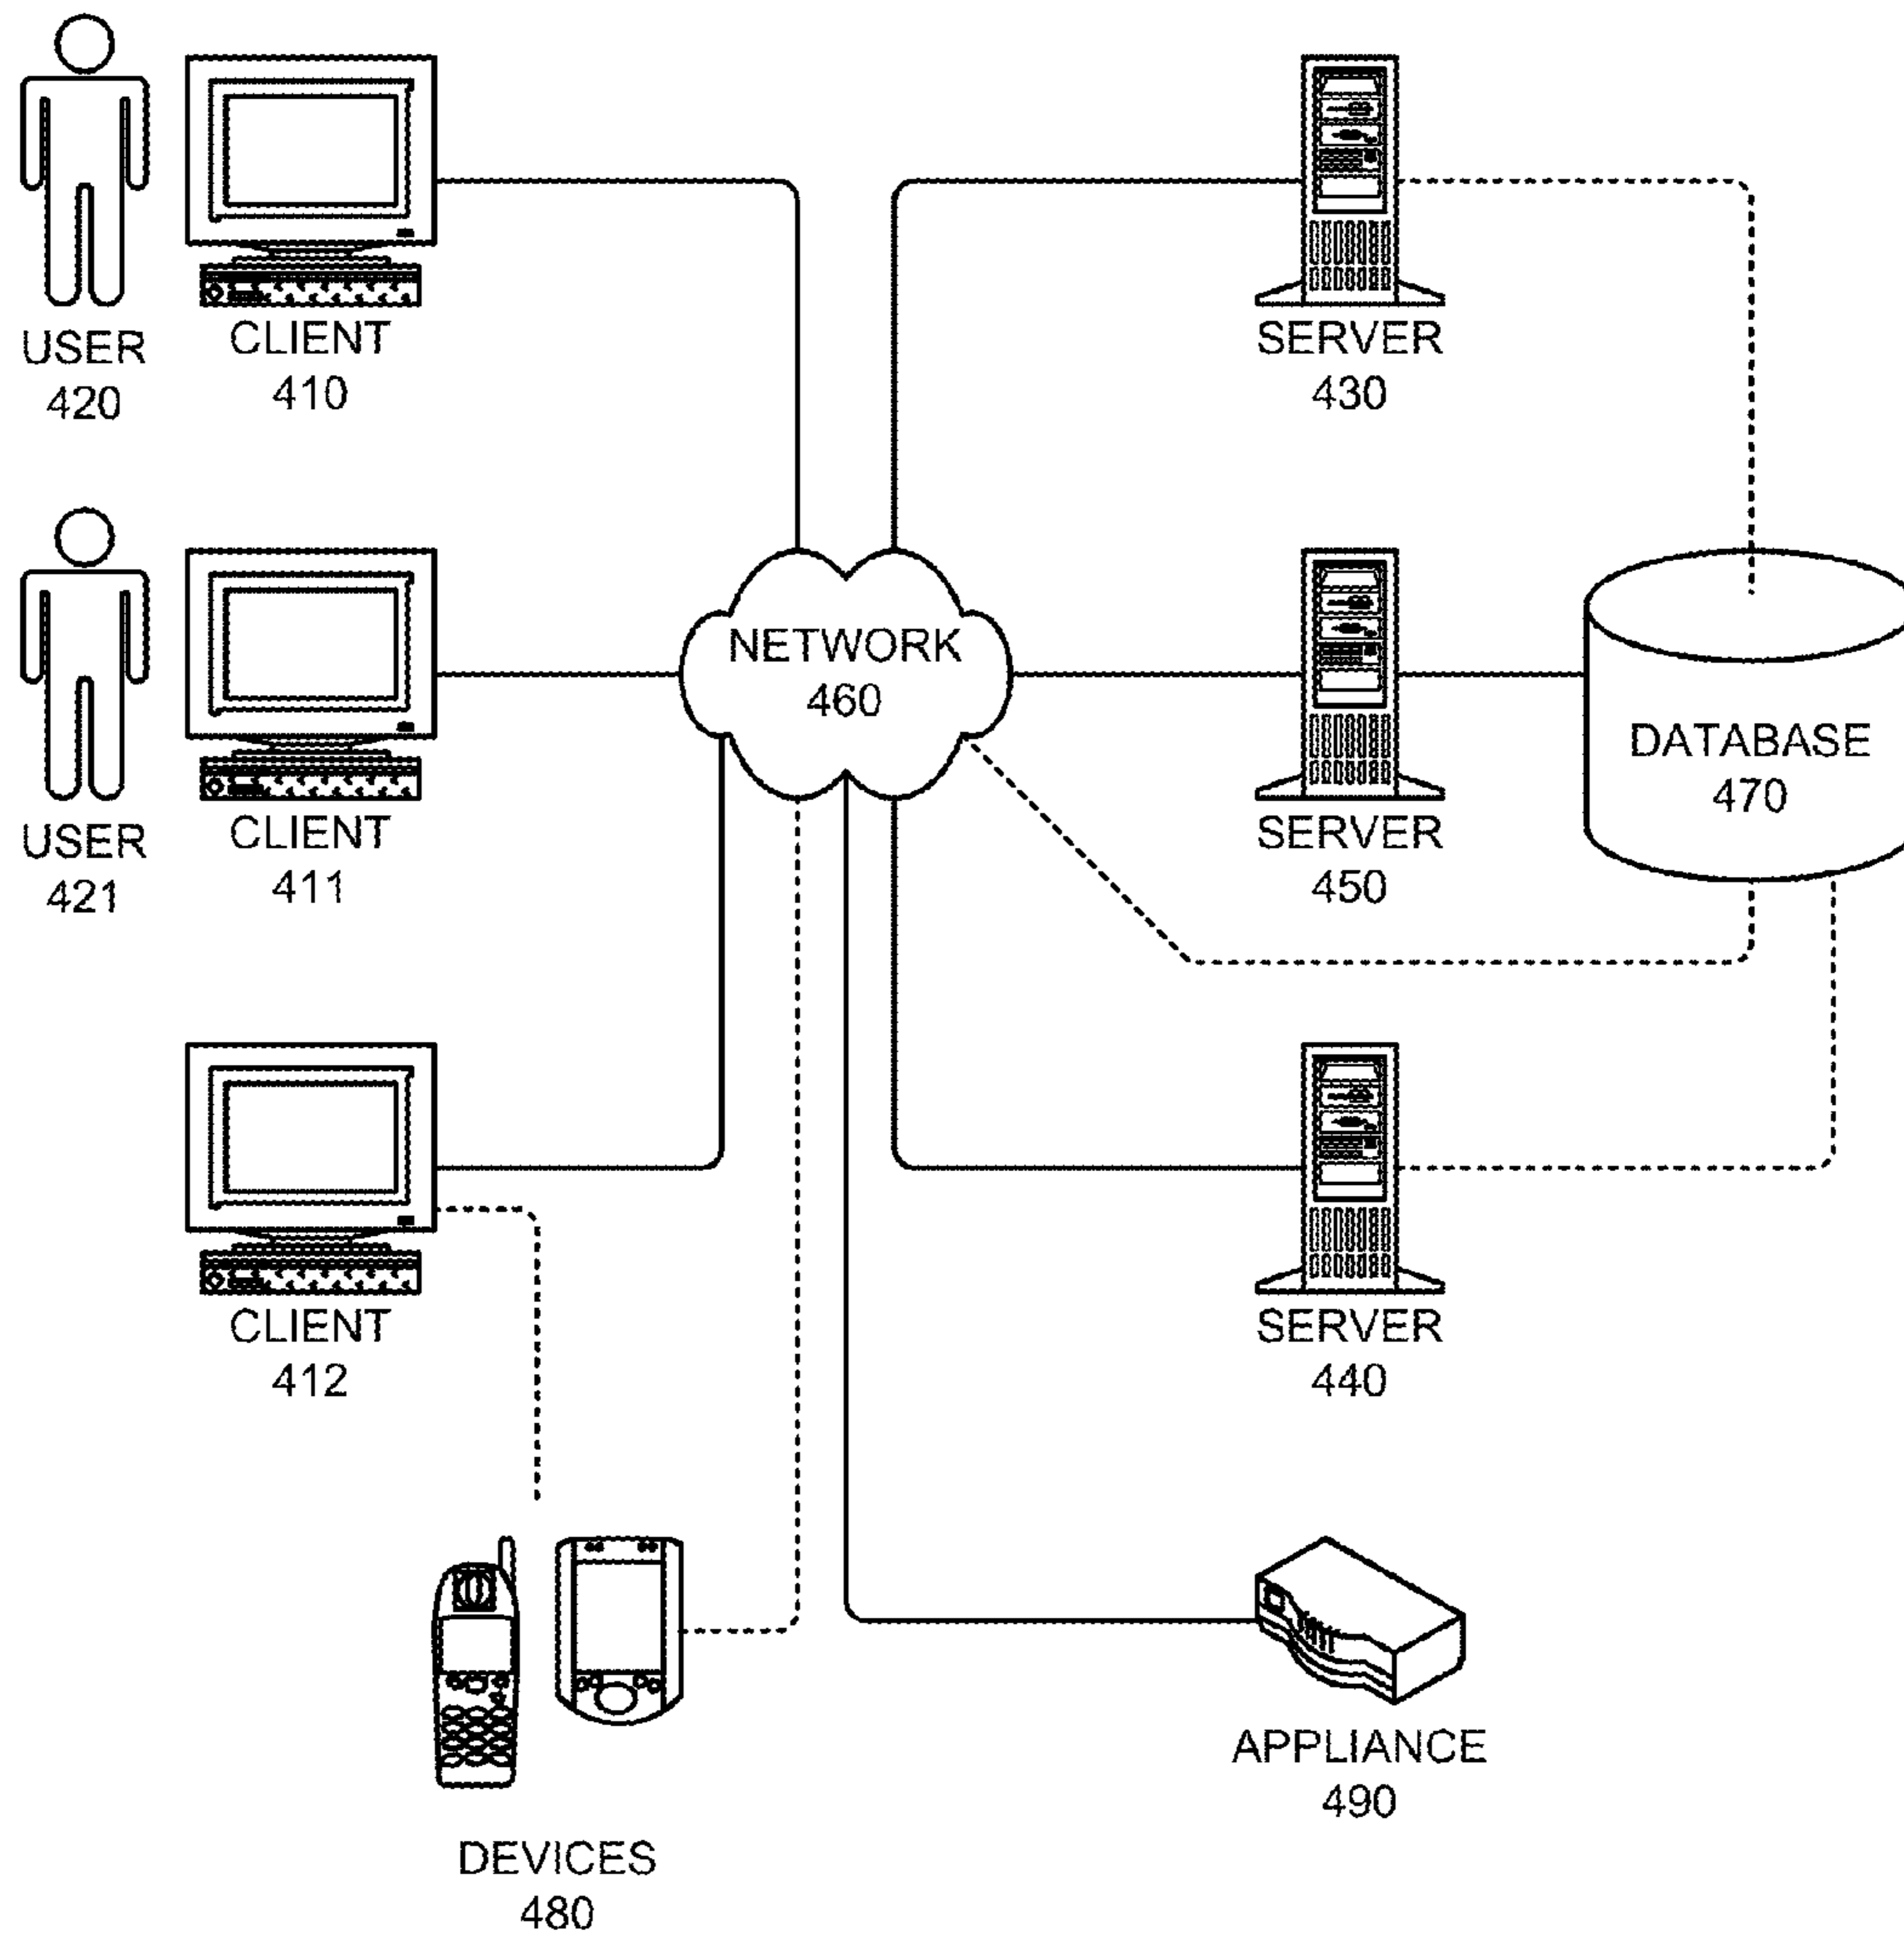 USER
420
CLIENT
410
SERVER
430
NETWORK
460
USER
421
CLIENT
411
SERVER
450
DATABASE
470
CLIENT
412
SERVER
440
DEVICES
480
APPLIANCE
490